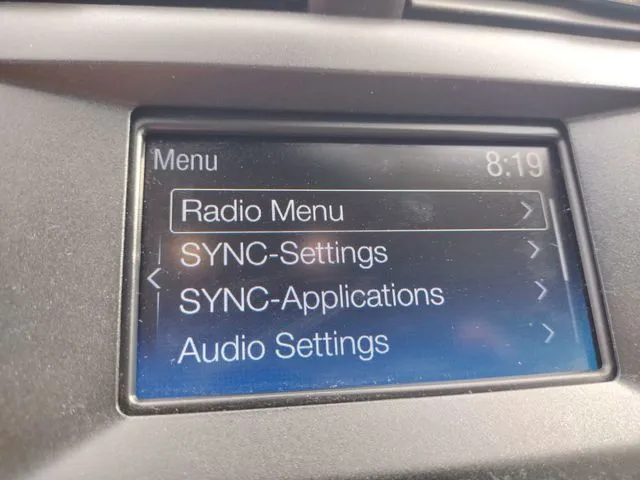 Menu 8:19
Radio Menu
SYNC-Settings
SYNC-Applications
Audio Settings